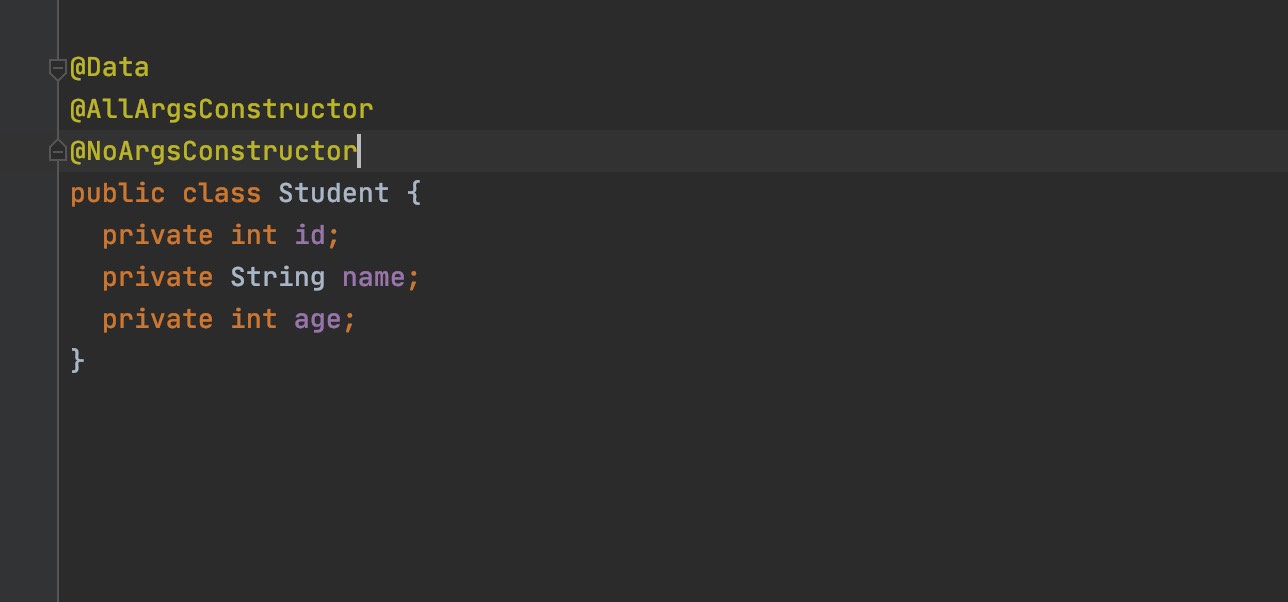 @Data
@AllArgsConstructor
@NoArgsConstructor
public class Student {
  private int id;
  private String name;
  private int age;
}